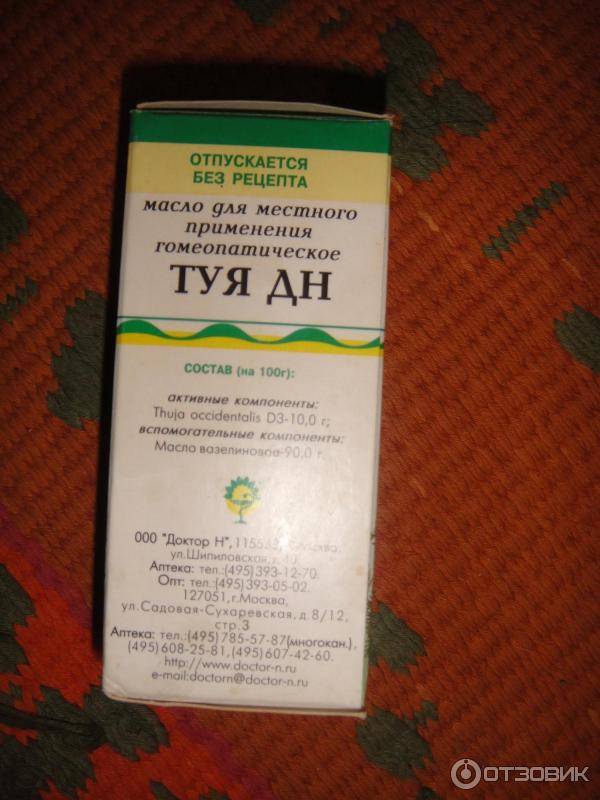 ОТПУСКАЕТСЯ
БЕЗ РЕЦЕПТА
масло для местного
применения
гомеопатическое
ТУЯ ДН
СОСТАВ (на 100г):
активные компоненты:
Thuja occidentalis D3-10,0 г;
вспомогательные компоненты:
Масло вазелиновое-90,0 г.
ООО "Доктор Н", Москва,
ул.Шипиловская,
Аптека: тел.:(495)393-12-70.
Опт: тел.:(495)393-05-02.
127051, г.Москва,
ул.Садовая-Сухаревская, д.8/12,
стр.3
Аптека: тел.:(495)785-57-87(многокан.),
(495)608-25-81,(495)607-42-60.
http://www.doctor-n.ru
e-mail:doctorn@doctor-n.ru
ОТЗОВИК